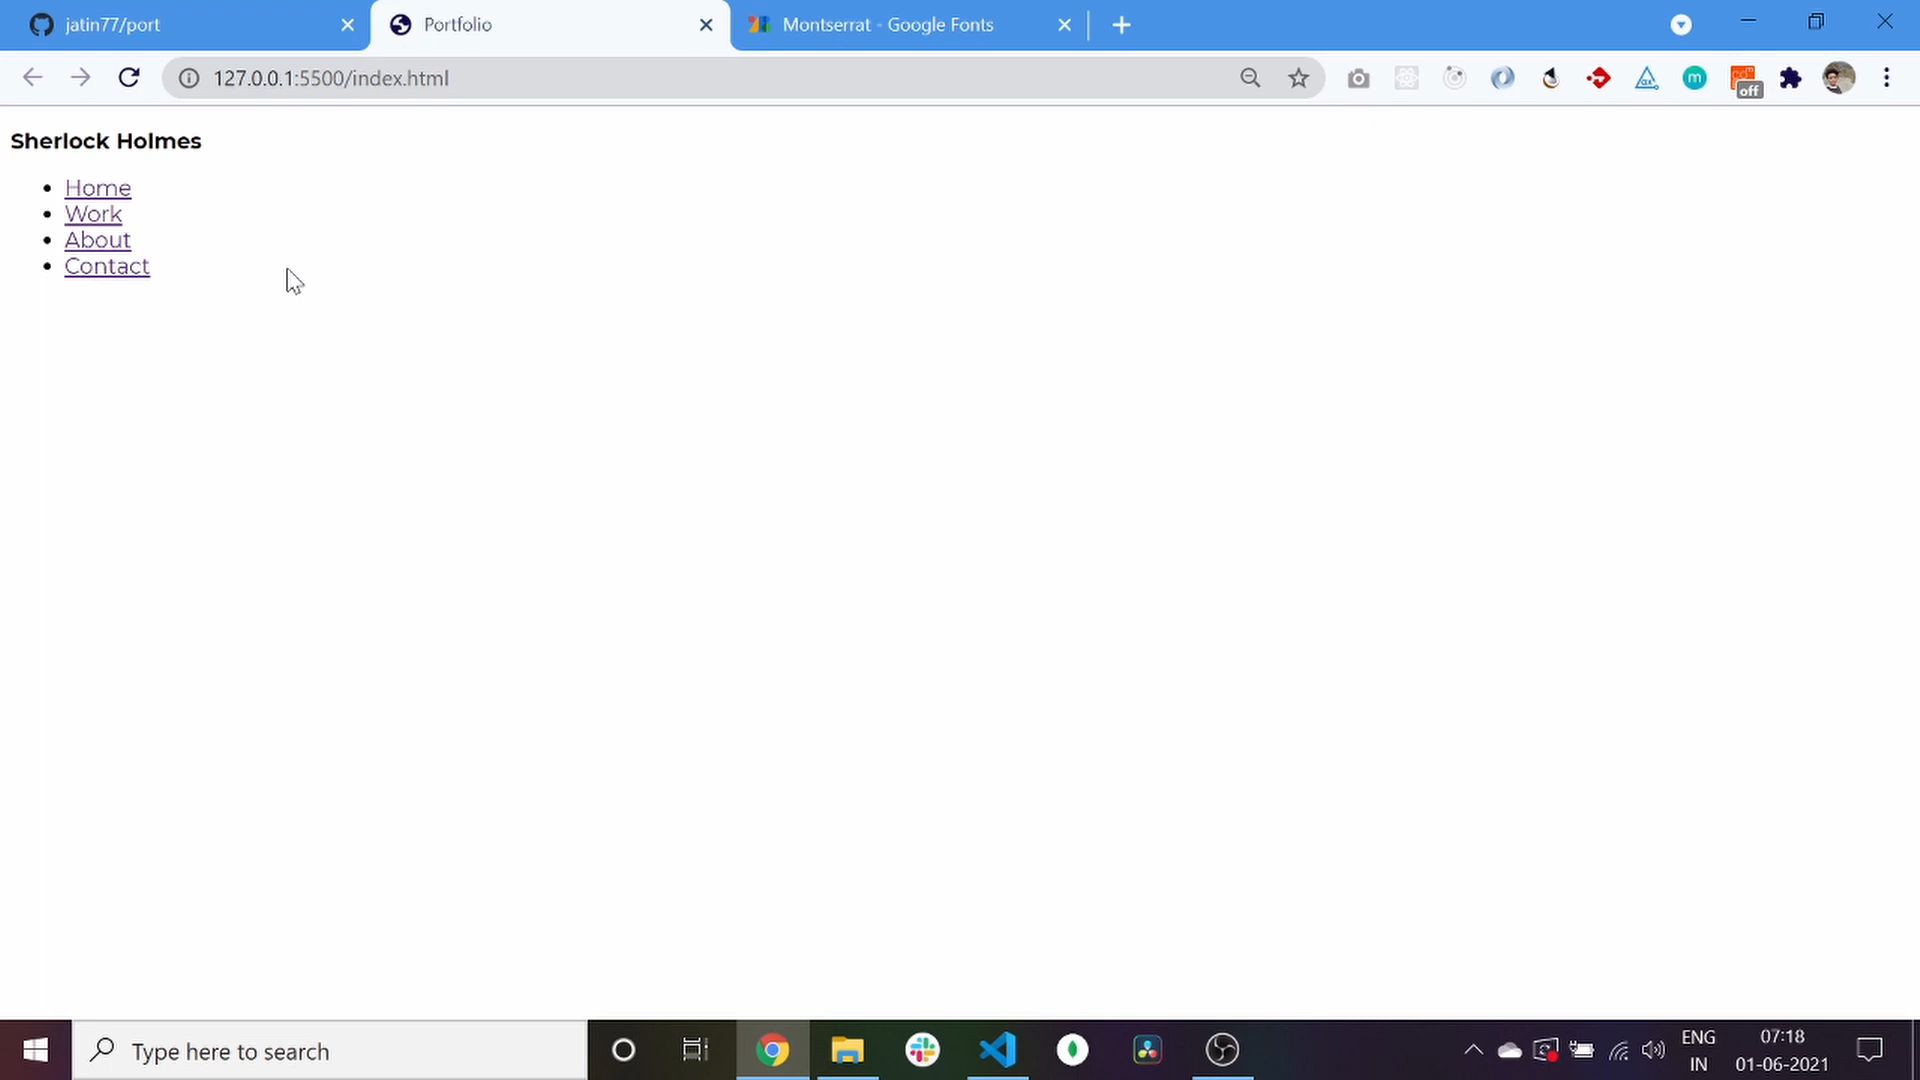 jatin77/port
Portfolio
Montserrat - Google Fonts
127.0.0.1:5500/index.html
m
off
Sherlock Holmes
Home
Work
About
Contact
Type here to search
ENG
IN
07:18
01-06-2021